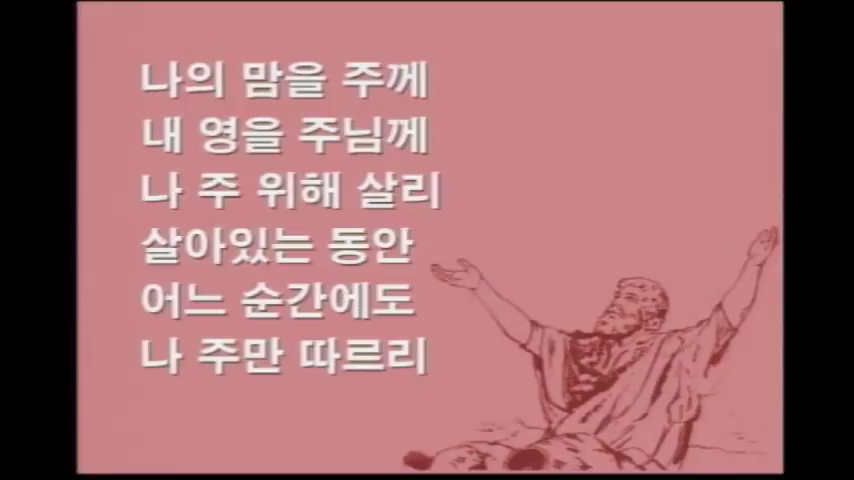 나의 맘을 주께
내 영을 주님께
나 주 위해 살리
살아있는 동안
어느 순간에도
나 주만 따르리